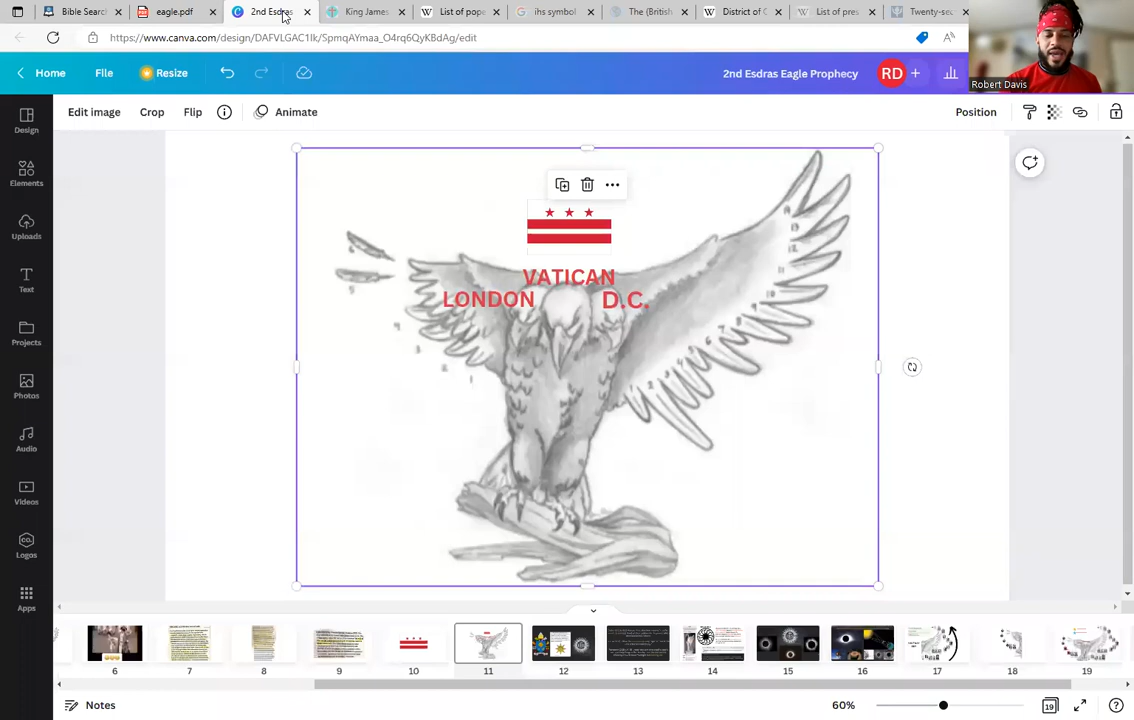 Bible Search
eagle.pdf
2nd Esdras
King James
List of pope
ihs symbol
The (British
District of C
List of pres
Twenty-sec
https://www.canva.com/design/DAFVLGAC1Ik/SpmqAYmaa_O4rq6QyKBdAg/edit
Home
File
Resize
2nd Esdras Eagle Prophecy
RD
Robert Davis
Edit image
Crop
Flip
Animate
Position
Design
Elements
Uploads
Text
Projects
Photos
Audio
Videos
CO.
Logos
Apps
VATICAN
LONDON
D.C.
6
7
8
9
10
11
12
13
14
15
16
17
18
19
Notes
60%
19